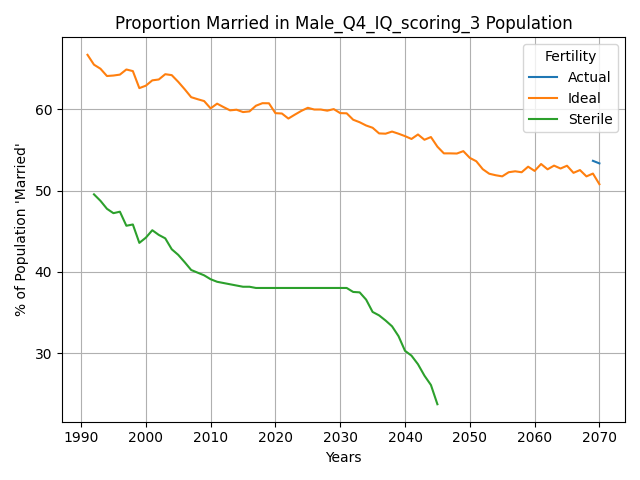 Proportion Married in Male_Q4_IQ_scoring_3 Population
% of Population 'Married'
60
50
40
30
Fertility
Actual
Ideal
Sterile
1990 2000 2010 2020 2030 2040 2050 2060 2070
Years